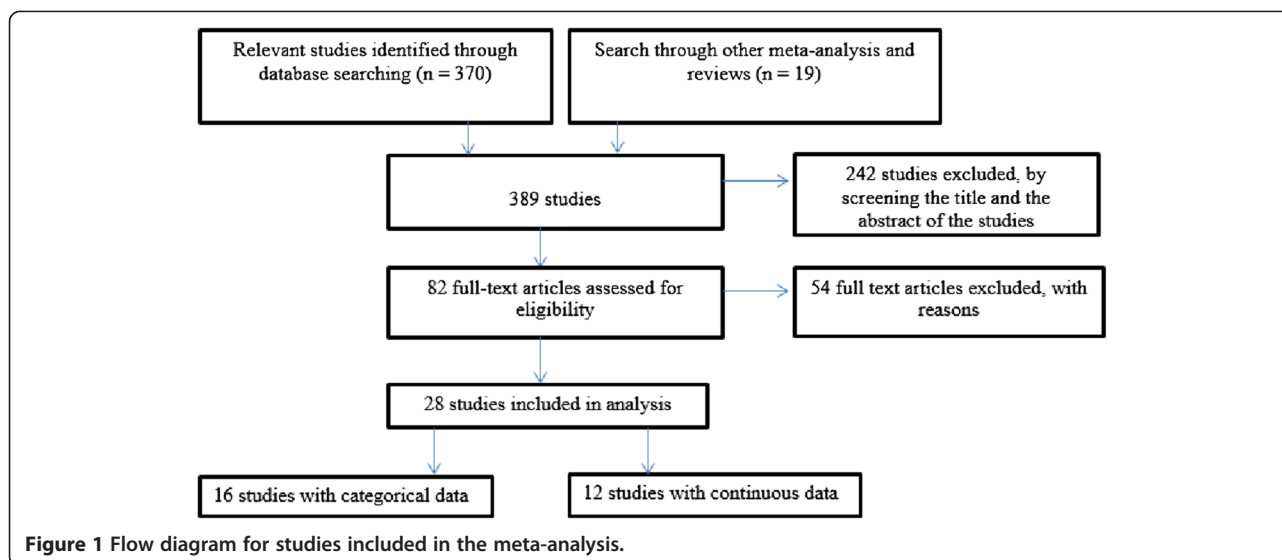 Relevant studies identified through
database searching (n = 370)
Search through other meta-analysis and
reviews (n = 19)
389 studies
242 studies excluded, by
screening the title and the
abstract of the studies
82 full-text articles assessed for
eligibility
54 full text articles excluded, with
reasons
28 studies included in analysis
16 studies with categorical data
12 studies with continuous data
Figure 1 Flow diagram for studies included in the meta-analysis.